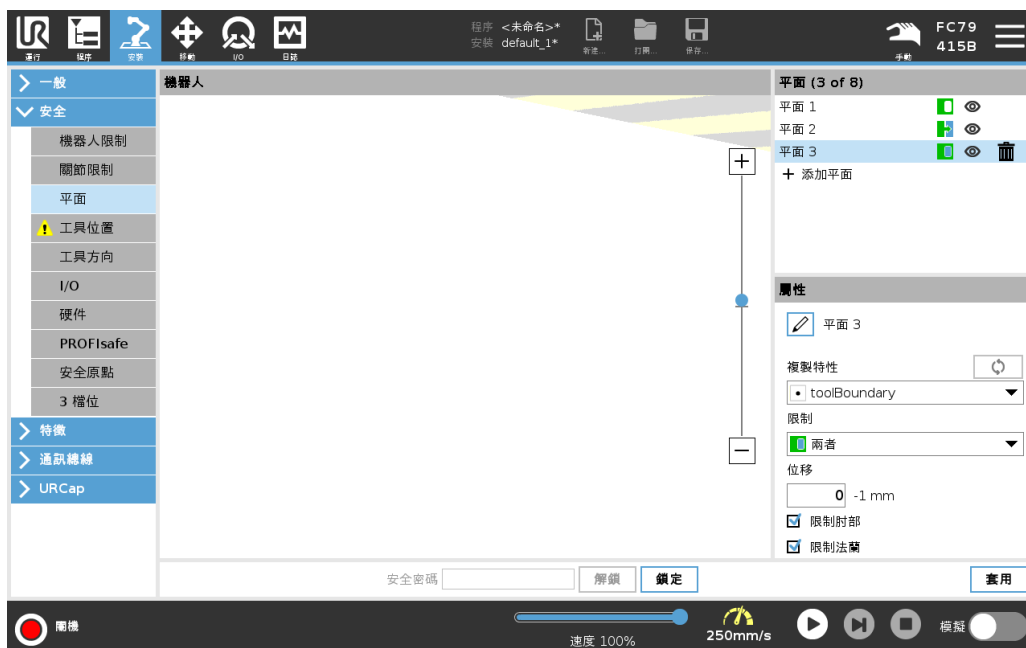 程序 <未命名>*
安裝 default_1*
FC79
415B
運行
程序
安裝
移動
I/O
日誌
新建...
打開...
保存...
手動
一般
安全
機器人限制
關節限制
平面
工具位置
工具方向
I/O
硬件
PROFIsafe
安全原點
3 檔位
特徵
通訊總線
URCap
機器人
平面 (3 of 8)
平面 1
平面 2
平面 3
添加平面
屬性
平面 3
複製特性
toolBoundary
限制
兩者
位移
0 -1 mm
限制肘部
限制法蘭
安全密碼 解鎖 鎖定 套用
關機
速度 100%
250mm/s
模擬